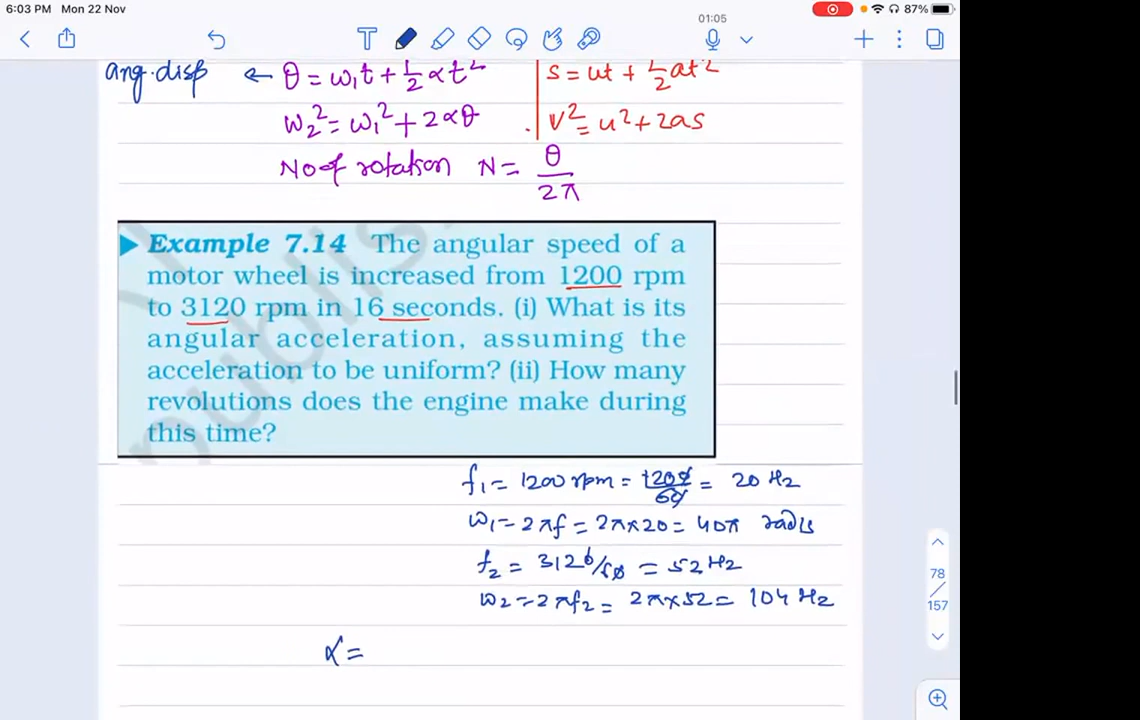 6:03 PM Mon 22 Nov
87%
01:05
ang.disp ← θ = ω₁t + 1/2 αt² | s = ut + 1/2 at²
ω₂² = ω₁² + 2αθ | v² = u² + 2as
No of rotation N = θ/2π
Example 7.14 The angular speed of a
motor wheel is increased from 1200 rpm
to 3120 rpm in 16 seconds. (i) What is its
angular acceleration, assuming the
acceleration to be uniform? (ii) How many
revolutions does the engine make during
this time?
f₁ = 1200 rpm = 1200/60 = 20 Hz
ω₁ = 2πf = 2π×20 = 40π rad/s
f₂ = 3120/60 = 52 Hz
ω₂ = 2πf₂ = 2π×52 = 104 Hz
α =
78
/
157